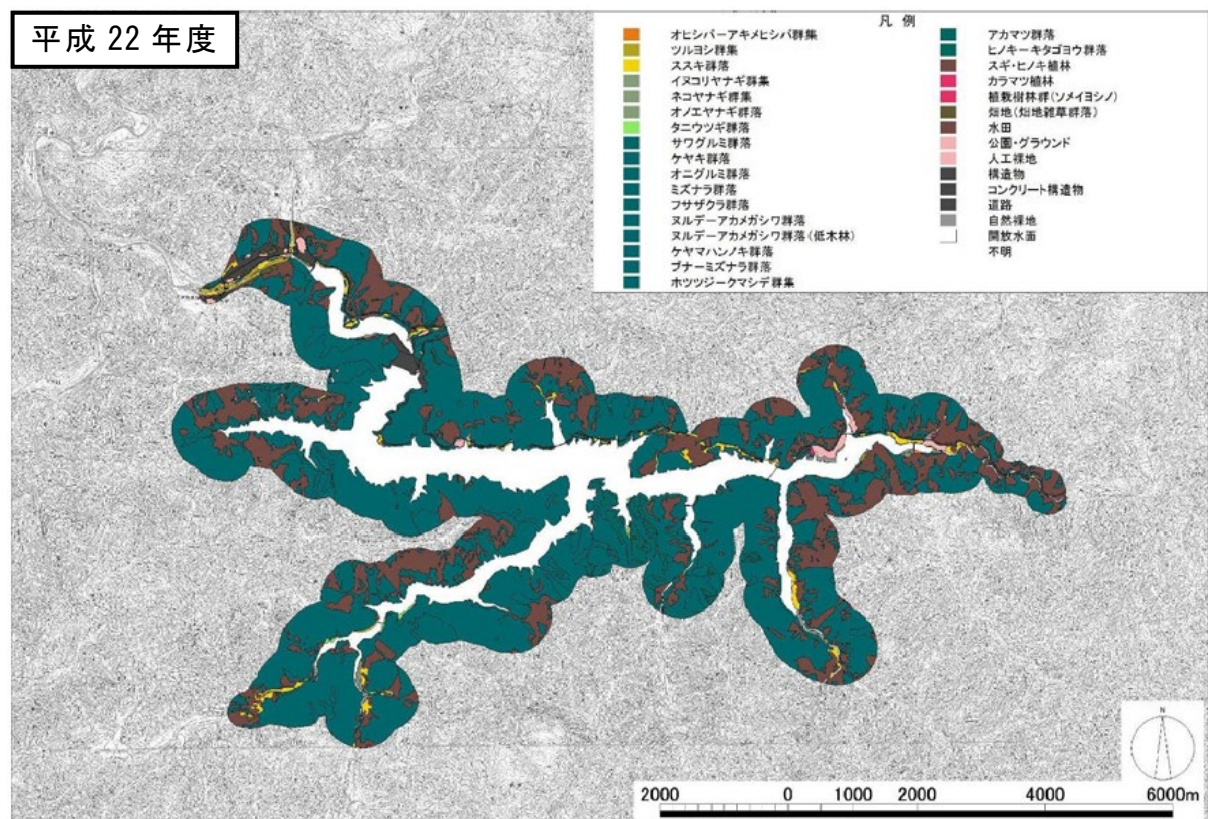 平成 22 年度
凡 例
オヒシバーアキメヒシバ群集
ツルヨシ群集
ススキ群落
イヌコリヤナギ群集
ネコヤナギ群集
オノエヤナギ群落
タニウツギ群落
サワグルミ群落
ケヤキ群落
オニグルミ群落
ミズナラ群落
フサザクラ群落
ヌルデーアカメガシワ群落
ヌルデーアカメガシワ群落(低木林)
ケヤマハンノキ群落
ブナーミズナラ群落
ホツツジークマシデ群集
アカマツ群落
ヒノキーキタゴヨウ群落
スギ・ヒノキ植林
カラマツ植林
植栽樹林群(ソメイヨシノ)
畑地(畑地雑草群落)
水田
公園・グラウンド
人工裸地
構造物
コンクリート構造物
道路
自然裸地
開放水面
不明
N
2000 0 1000 2000 4000 6000m